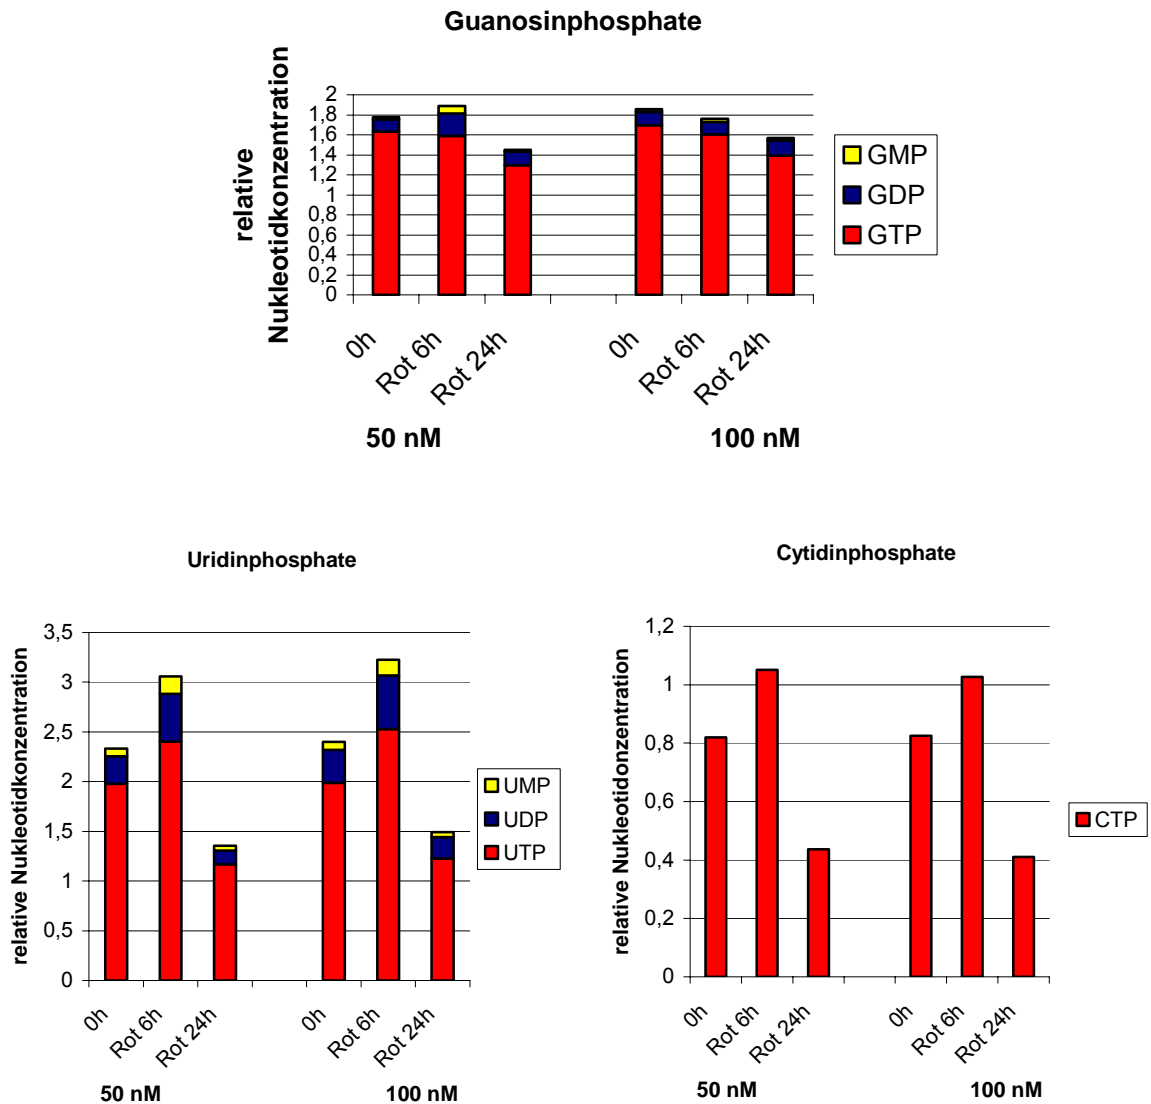 Guanosinphosphate
relative
Nukleotidkonzentration
2
1,8
1,6
1,4
1,2
1
0,8
0,6
0,4
0,2
0
0h
Rot 6h
Rot 24h
0h
Rot 6h
Rot 24h
50 nM
100 nM
GMP
GDP
GTP
Uridinphosphate
relative Nukleotidkonzentration
3,5
3
2,5
2
1,5
1
0,5
0
0h
Rot 6h
Rot 24h
0h
Rot 6h
Rot 24h
50 nM
100 nM
UMP
UDP
UTP
Cytidinphosphate
relative Nukleotidonzentration
1,2
1
0,8
0,6
0,4
0,2
0
0h
Rot 6h
Rot 24h
0h
Rot 6h
Rot 24h
50 nM
100 nM
CTP